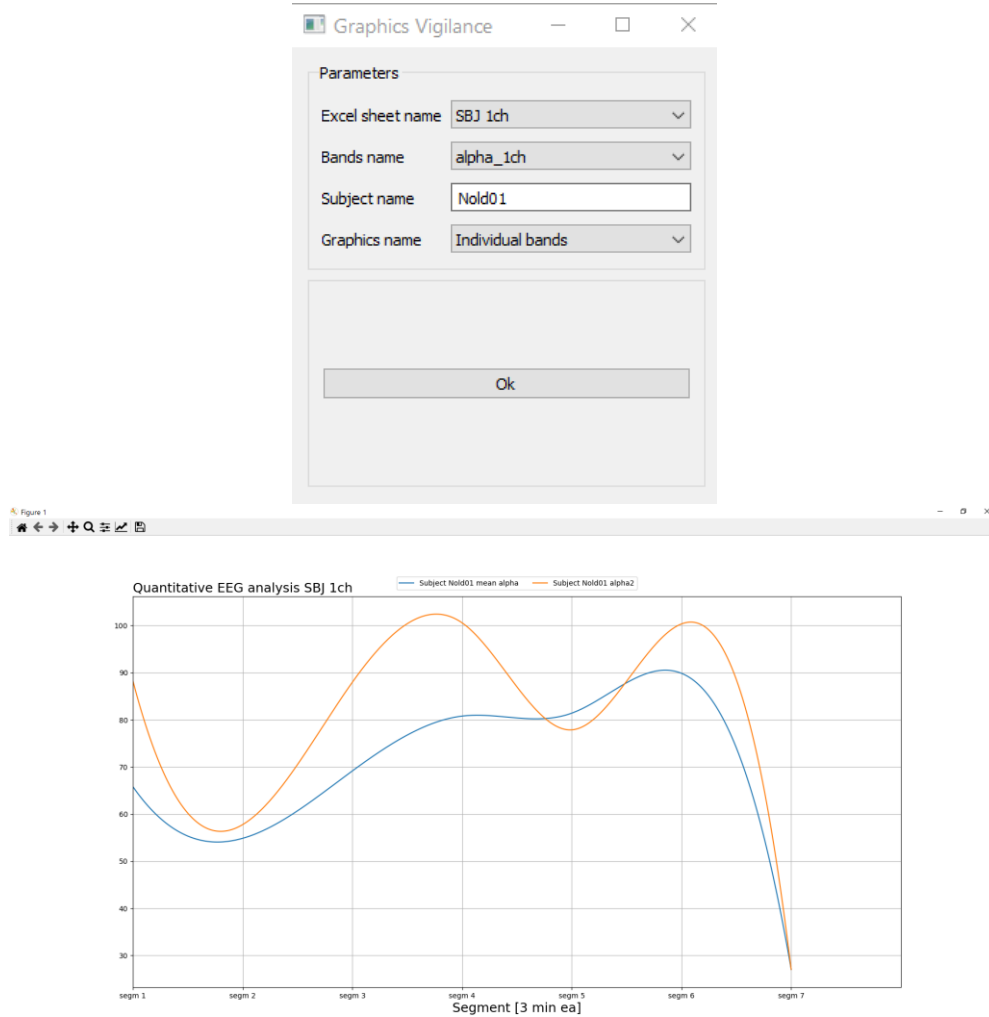 Graphics Vigilance
Parameters
Excel sheet name SBJ 1ch
Bands name alpha_1ch
Subject name Nold01
Graphics name Individual bands
Ok
Figure 1
Quantitative EEG analysis SBJ 1ch
Subject Nold01 mean alpha Subject Nold01 alpha2
100
90
80
70
60
50
40
30
segm 1 segm 2 segm 3 segm 4 segm 5 segm 6 segm 7
Segment [3 min ea]